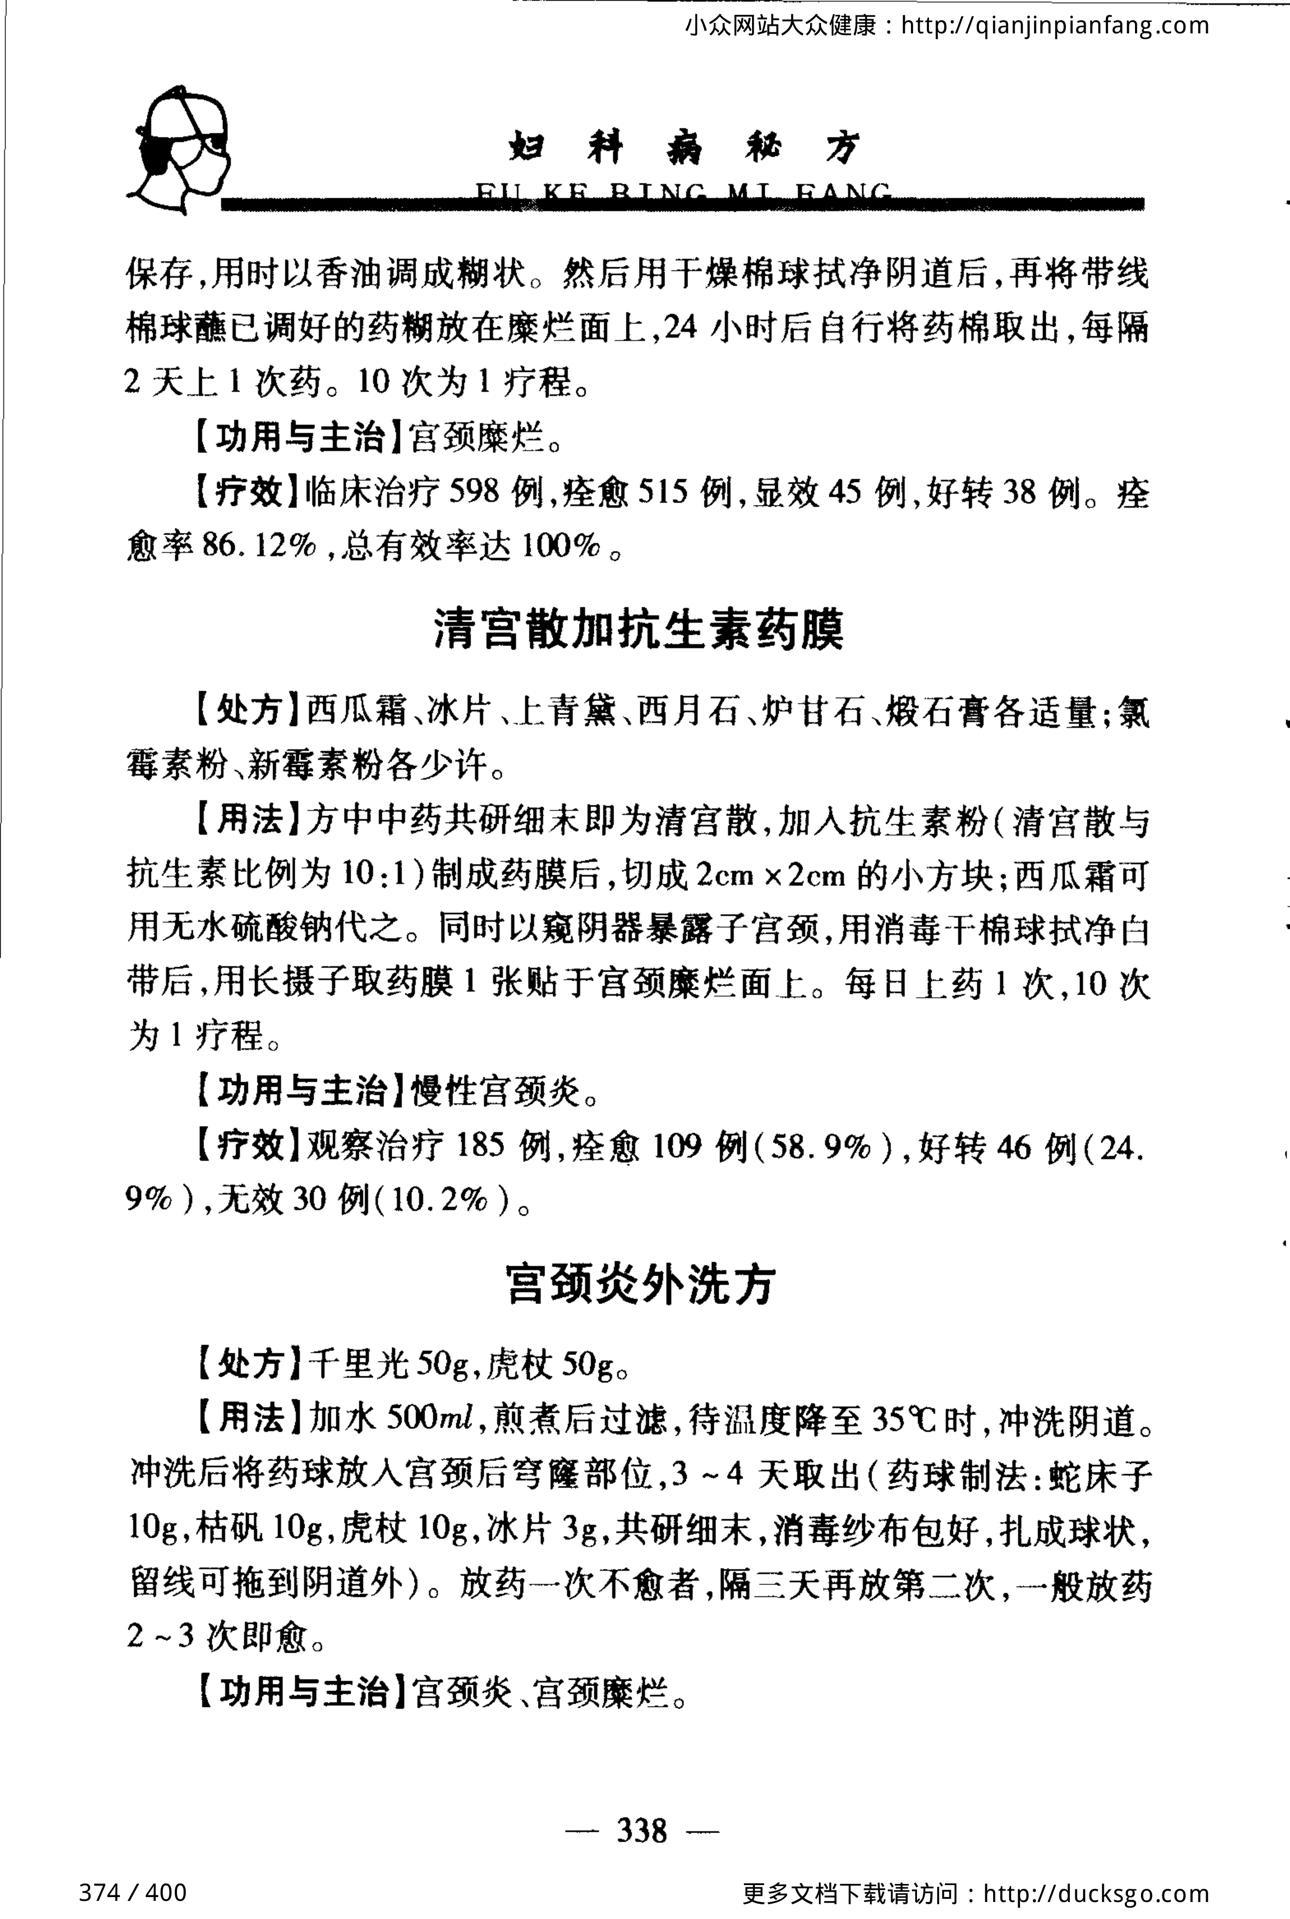 小众网站大众健康：http://qianjinpianfang.com
妇科病秘方
FU KE BING MI FANG
保存,用时以香油调成糊状。然后用干燥棉球拭净阴道后,再将带线
棉球蘸已调好的药糊放在糜烂面上,24 小时后自行将药棉取出,每隔
2 天上 1 次药。10 次为 1 疗程。
【功用与主治】宫颈糜烂。
【疗效】临床治疗 598 例,痊愈 515 例,显效 45 例,好转 38 例。痊
愈率 86.12%,总有效率达 100%。
清宫散加抗生素药膜
【处方】西瓜霜、冰片、上青黛、西月石、炉甘石、煅石膏各适量;氯
霉素粉、新霉素粉各少许。
【用法】方中中药共研细末即为清宫散,加入抗生素粉(清宫散与
抗生素比例为 10:1)制成药膜后,切成 2cm×2cm 的小方块;西瓜霜可
用无水硫酸钠代之。同时以窥阴器暴露子宫颈,用消毒干棉球拭净白
带后,用长摄子取药膜 1 张贴于宫颈糜烂面上。每日上药 1 次,10 次
为 1 疗程。
【功用与主治】慢性宫颈炎。
【疗效】观察治疗 185 例,痊愈 109 例(58.9%),好转 46 例(24.
9%),无效 30 例(10.2%)。
宫颈炎外洗方
【处方】千里光 50g,虎杖 50g。
【用法】加水 500ml,煎煮后过滤,待温度降至 35℃时,冲洗阴道。
冲洗后将药球放入宫颈后穹窿部位,3~4 天取出(药球制法:蛇床子
10g,枯矾 10g,虎杖 10g,冰片 3g,共研细末,消毒纱布包好,扎成球状,
留线可拖到阴道外)。放药一次不愈者,隔三天再放第二次,一般放药
2~3 次即愈。
【功用与主治】宫颈炎、宫颈糜烂。
— 338 —
374 / 400
更多文档下载请访问：http://ducksgo.com